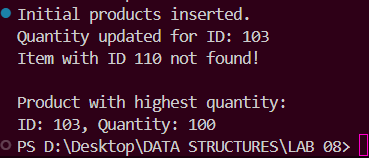 Initial products inserted.
Quantity updated for ID: 103
Item with ID 110 not found!
Product with highest quantity:
ID: 103, Quantity: 100
PS D:\Desktop\DATA STRUCTURES\LAB 08>